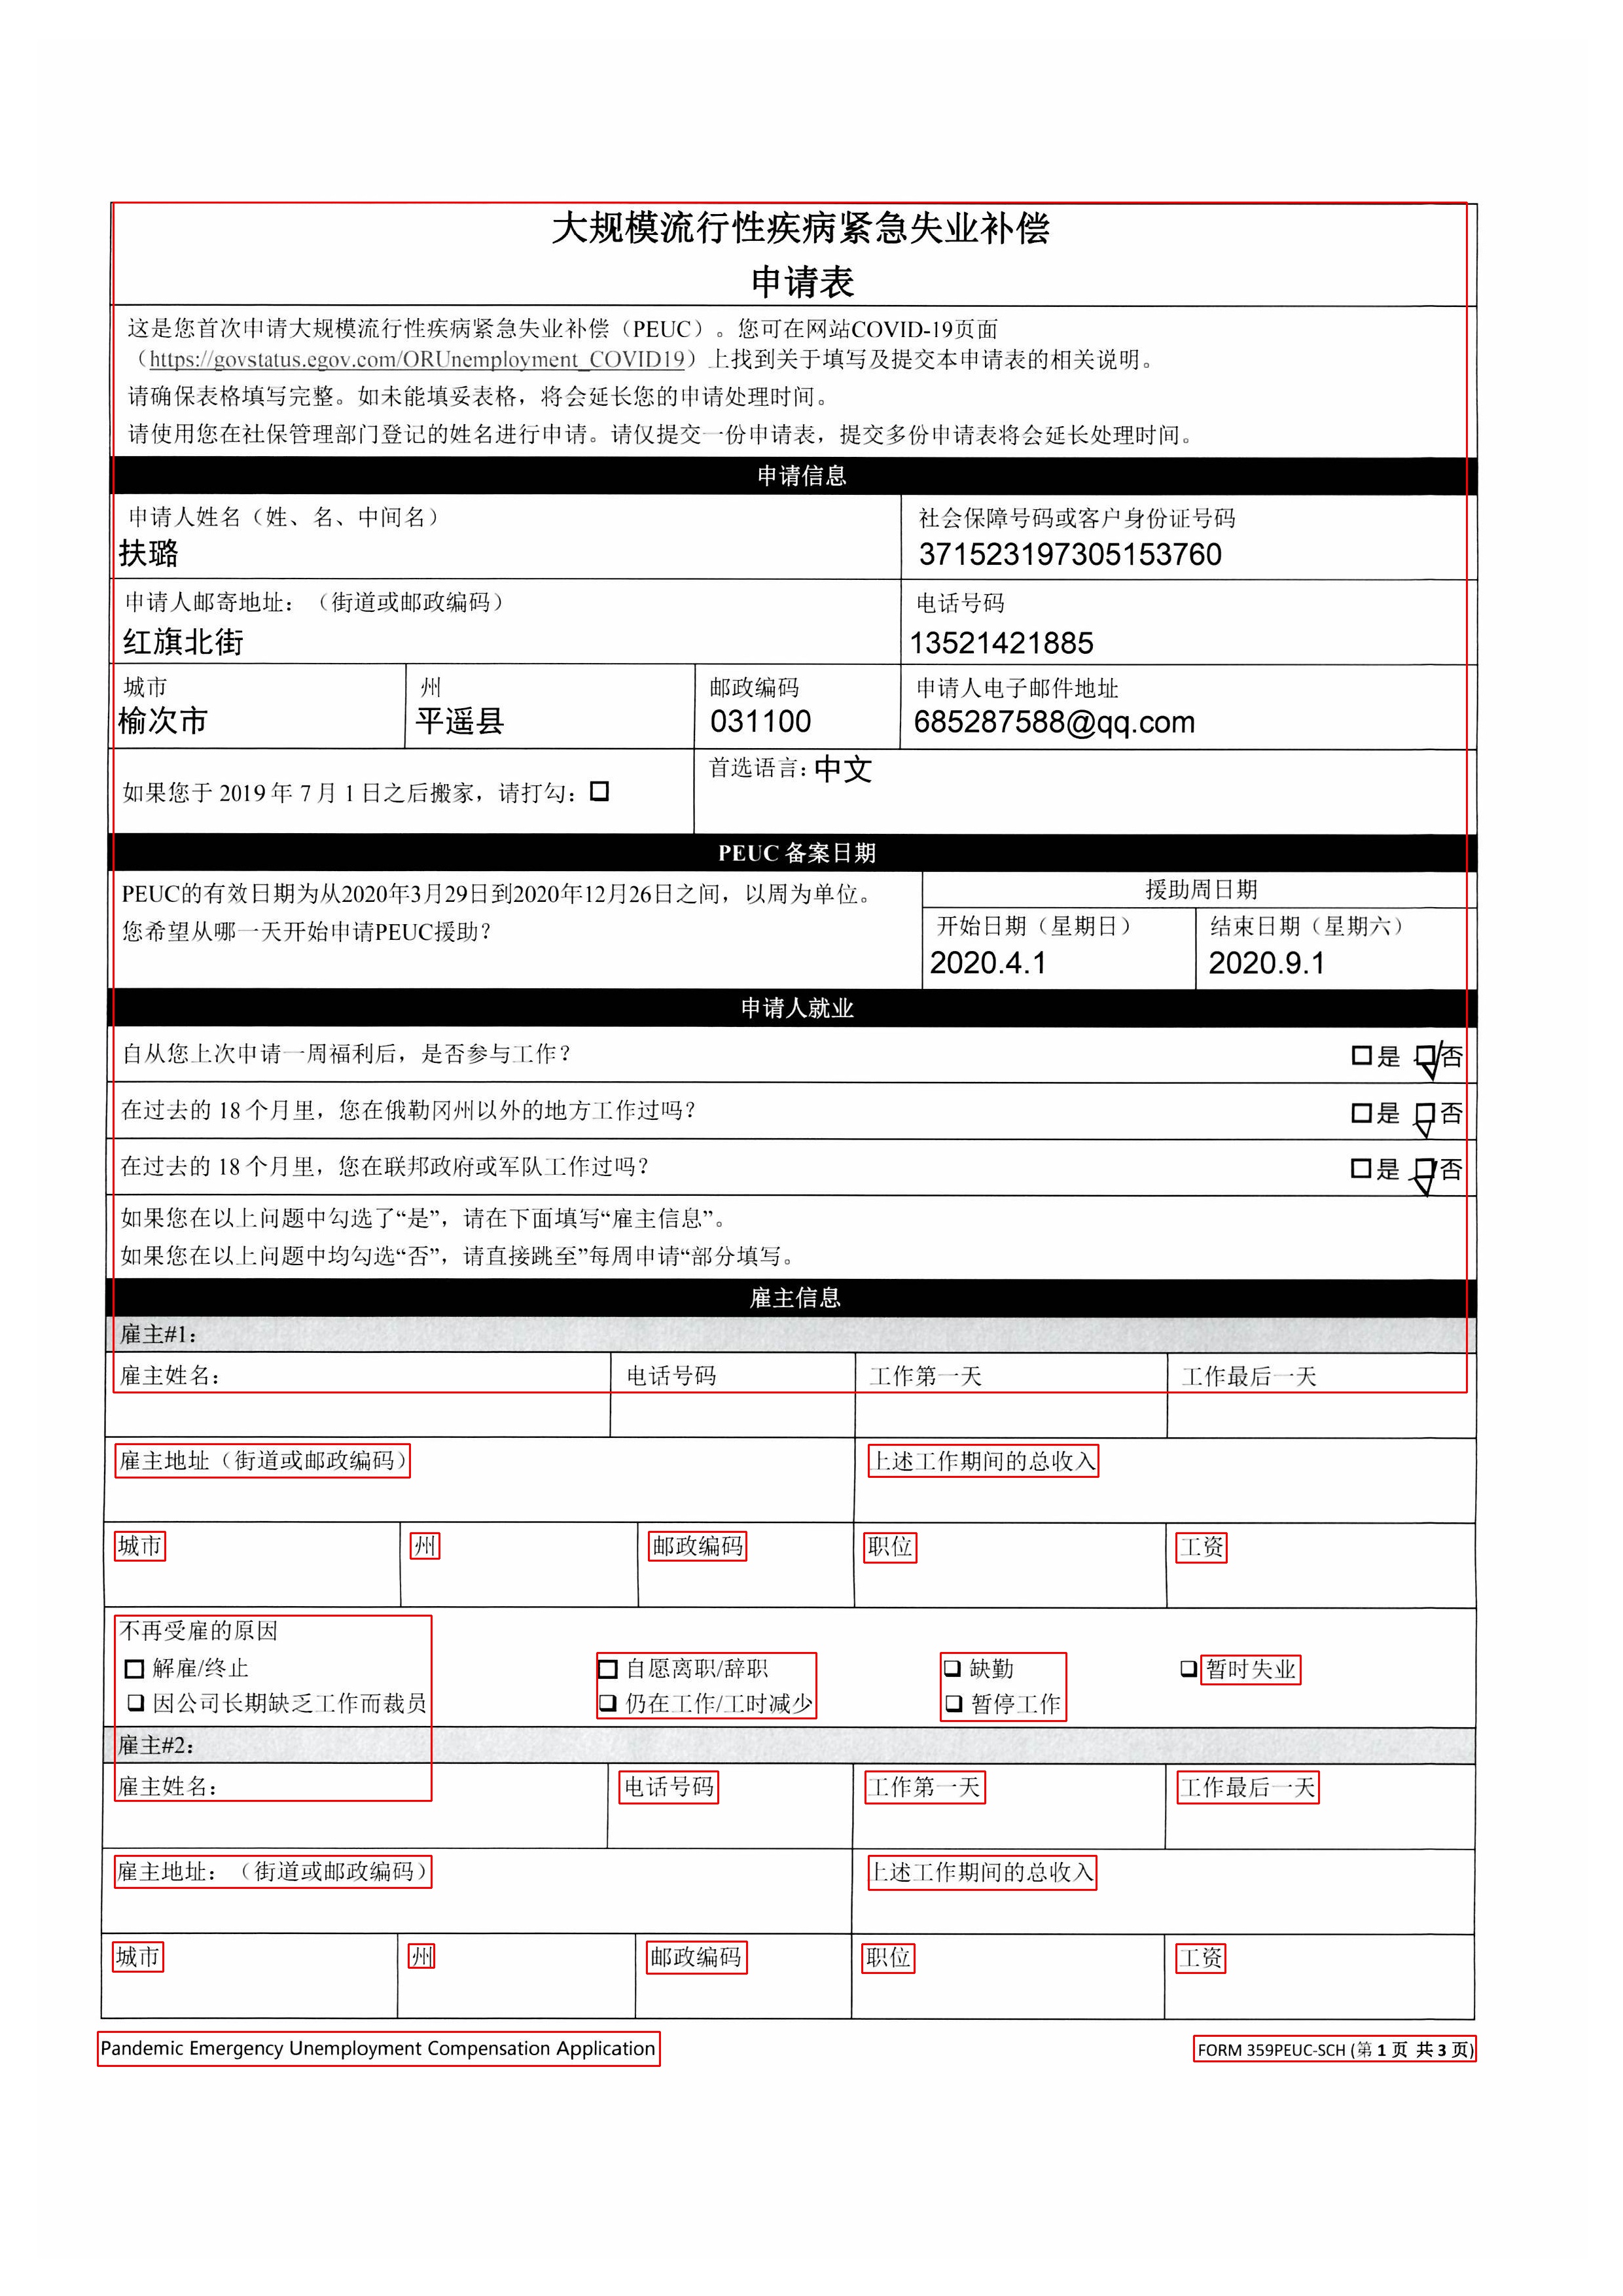 大规模流行性疾病紧急失业补偿
申请表
这是您首次申请大规模流行性疾病紧急失业补偿（PEUC）。您可在网站COVID-19页面
（https://govstatus.egov.com/ORUnemployment_COVID19）上找到关于填写及提交本申请表的相关说明。
请确保表格填写完整。如未能填妥表格，将会延长您的申请处理时间。
请使用您在社保管理部门登记的姓名进行申请。请仅提交一份申请表，提交多份申请表将会延长处理时间。
申请信息
申请人姓名（姓、名、中间名） 社会保障号码或客户身份证号码
扶璐 371523197305153760
申请人邮寄地址：（街道或邮政编码） 电话号码
红旗北街 13521421885
城市 州 邮政编码 申请人电子邮件地址
榆次市 平遥县 031100 685287588@qq.com
如果您于 2019 年 7 月 1 日之后搬家，请打勾： 首选语言：中文
PEUC 备案日期
PEUC的有效日期为从2020年3月29日到2020年12月26日之间，以周为单位。 援助周日期
您希望从哪一天开始申请PEUC援助？ 开始日期（星期日） 结束日期（星期六）
2020.4.1 2020.9.1
申请人就业
自从您上次申请一周福利后，是否参与工作？ □是 □否
在过去的 18 个月里，您在俄勒冈州以外的地方工作过吗？ □是 □否
在过去的 18 个月里，您在联邦政府或军队工作过吗？ □是 □否
如果您在以上问题中勾选了“是”，请在下面填写“雇主信息”。
如果您在以上问题中均勾选“否”，请直接跳至”每周申请“部分填写。
雇主信息
雇主#1：
雇主姓名： 电话号码 工作第一天 工作最后一天
雇主地址（街道或邮政编码） 上述工作期间的总收入
城市 州 邮政编码 职位 工资
不再受雇的原因
□ 解雇/终止 □ 自愿离职/辞职 □ 缺勤 □ 暂时失业
□ 因公司长期缺乏工作而裁员 □ 仍在工作/工时减少 □ 暂停工作
雇主#2：
雇主姓名： 电话号码 工作第一天 工作最后一天
雇主地址：（街道或邮政编码） 上述工作期间的总收入
城市 州 邮政编码 职位 工资
Pandemic Emergency Unemployment Compensation Application FORM 359PEUC-SCH (第 1 页 共 3 页)